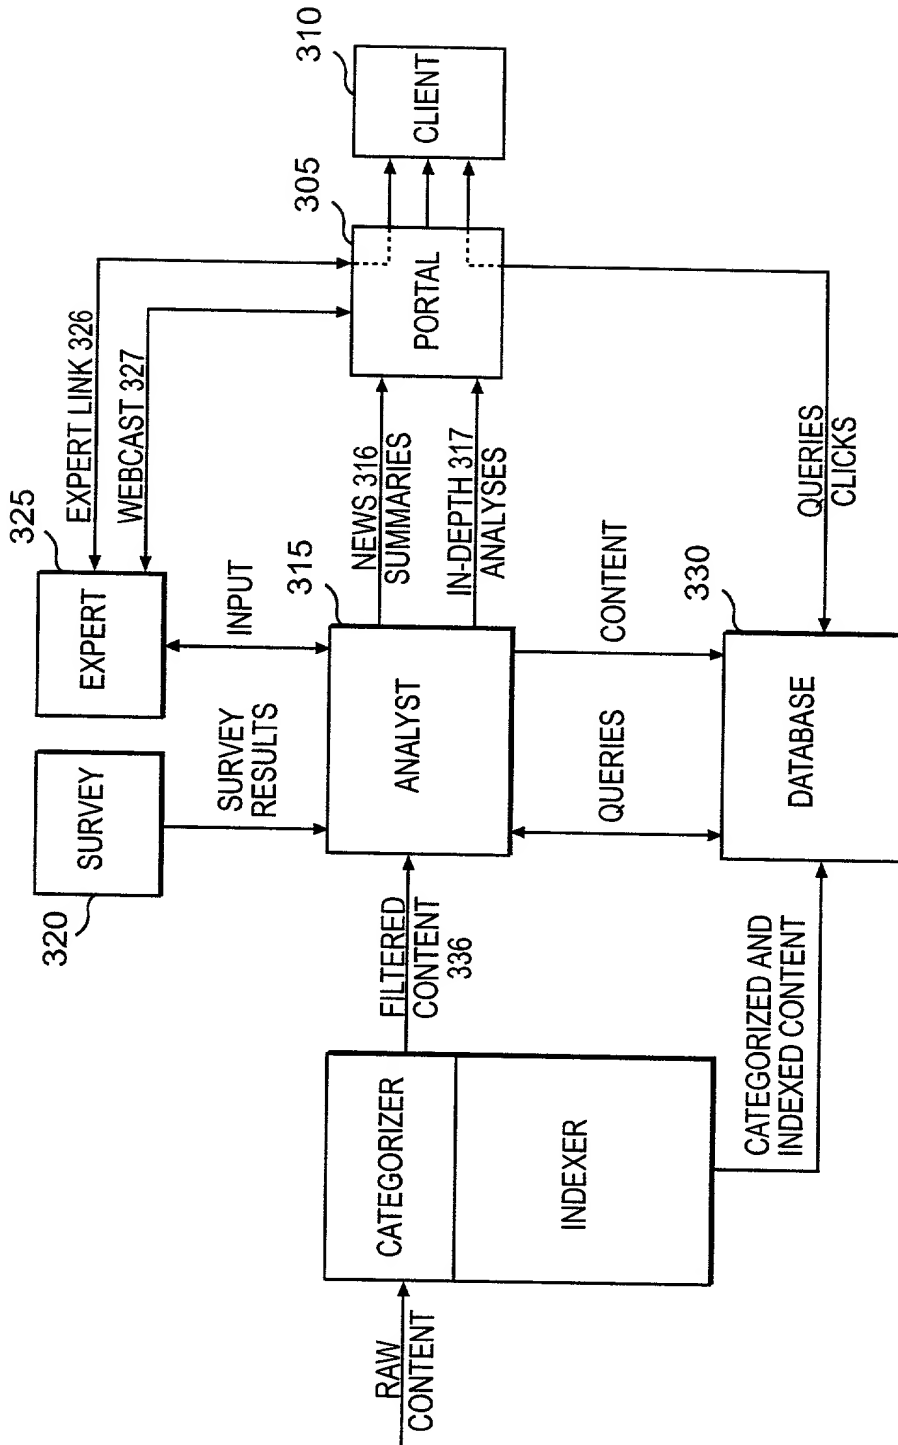 RAW
CONTENT
CATEGORIZER
INDEXER
FILTERED
CONTENT
336
CATEGORIZED AND
INDEXED CONTENT
320
SURVEY
SURVEY
RESULTS
325
EXPERT
INPUT
315
ANALYST
QUERIES
CONTENT
330
DATABASE
EXPERT LINK 326
WEBCAST 327
NEWS 316
SUMMARIES
IN-DEPTH 317
ANALYSES
QUERIES
CLICKS
305
PORTAL
310
CLIENT